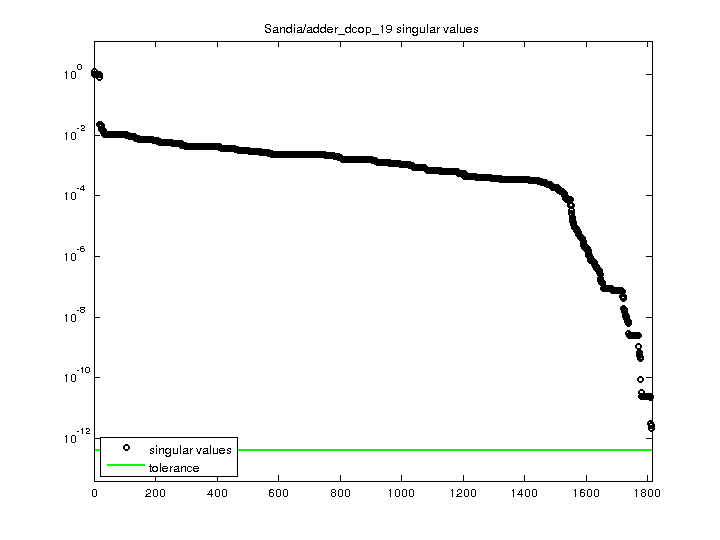 Sandia/adder_dcop_19 singular values
10^0
10^-2
10^-4
10^-6
10^-8
10^-10
10^-12
singular values
tolerance
0 200 400 600 800 1000 1200 1400 1600 1800